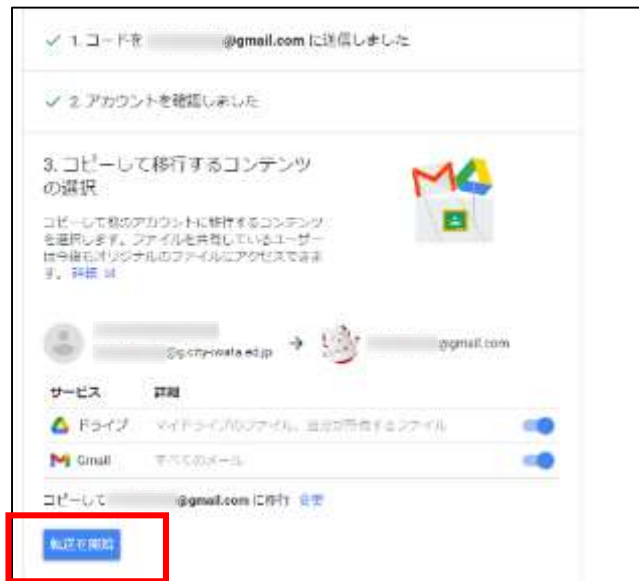 ✓ 1. コードを @gmail.com に送信しました
✓ 2. アカウントを確認しました
3. コピーして移行するコンテンツ
の選択
コピーして他のアカウントに移行するコンテンツ
を選択します。ファイルを共有しているユーザー
は今後もオリジナルのファイルにアクセスできま
す。 詳細
@g.city-iwata.ed.jp → @gmail.com
サービス 詳細
ドライブ マイドライブのファイル、自分が所有するファイル
Gmail すべてのメール
コピーして @gmail.com に移行 変更
転送を開始